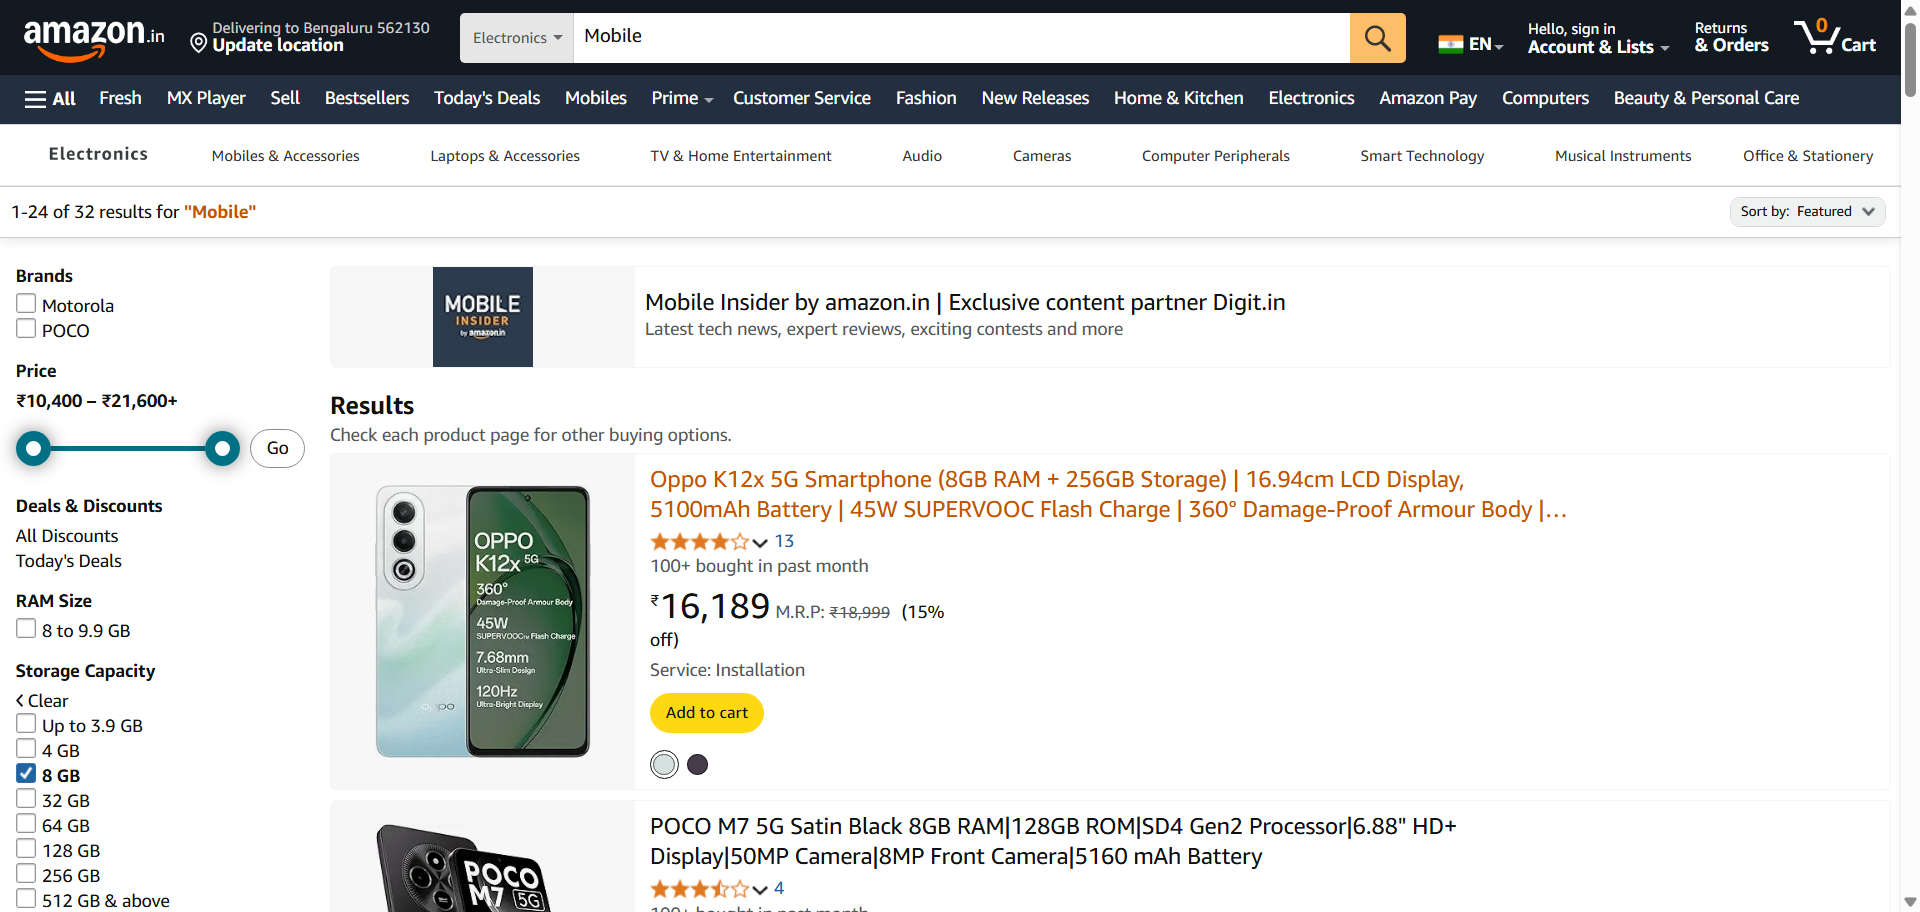 amazon.in
Delivering to Bengaluru 562130
Update location
Electronics
Mobile
EN
Hello, sign in
Account & Lists
Returns
& Orders
0
Cart
All
Fresh
MX Player
Sell
Bestsellers
Today's Deals
Mobiles
Prime
Customer Service
Fashion
New Releases
Home & Kitchen
Electronics
Amazon Pay
Computers
Beauty & Personal Care
Electronics
Mobiles & Accessories
Laptops & Accessories
TV & Home Entertainment
Audio
Cameras
Computer Peripherals
Smart Technology
Musical Instruments
Office & Stationery
1-24 of 32 results for "Mobile"
Sort by: Featured
Brands
Motorola
POCO
Price
₹10,400 – ₹21,600+
Go
Deals & Discounts
All Discounts
Today's Deals
RAM Size
8 to 9.9 GB
Storage Capacity
Clear
Up to 3.9 GB
4 GB
8 GB
32 GB
64 GB
128 GB
256 GB
512 GB & above
MOBILE
INSIDER
by amazon.in
Mobile Insider by amazon.in | Exclusive content partner Digit.in
Latest tech news, expert reviews, exciting contests and more
Results
Check each product page for other buying options.
OPPO
K12x 5G
360°
Damage-Proof Armour Body
45W
SUPERVOOC™ Flash Charge
7.68mm
Ultra-Slim Design
120Hz
Ultra-Bright Display
oppo
Oppo K12x 5G Smartphone (8GB RAM + 256GB Storage) | 16.94cm LCD Display,
5100mAh Battery | 45W SUPERVOOC Flash Charge | 360° Damage-Proof Armour Body |…
13
100+ bought in past month
₹16,189 M.R.P: ₹18,999 (15%
off)
Service: Installation
Add to cart
POCO
M7 5G
POCO M7 5G Satin Black 8GB RAM|128GB ROM|SD4 Gen2 Processor|6.88" HD+
Display|50MP Camera|8MP Front Camera|5160 mAh Battery
4
100+ bought in past month